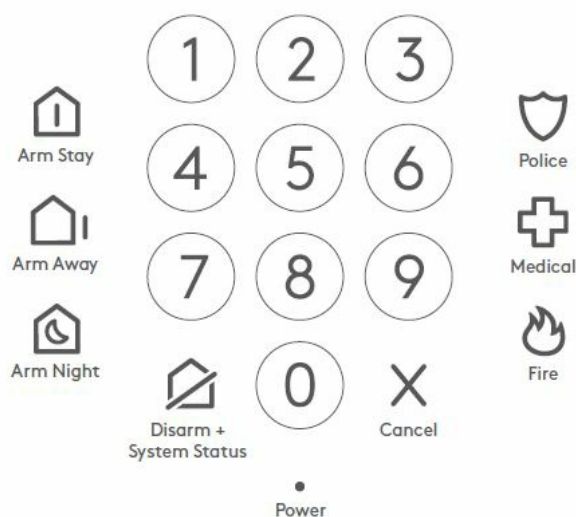 1 2 3
Arm Stay
Police
4 5 6
Arm Away
Medical
7 8 9
Arm Night
Fire
0
Disarm +
System Status
Cancel
Power